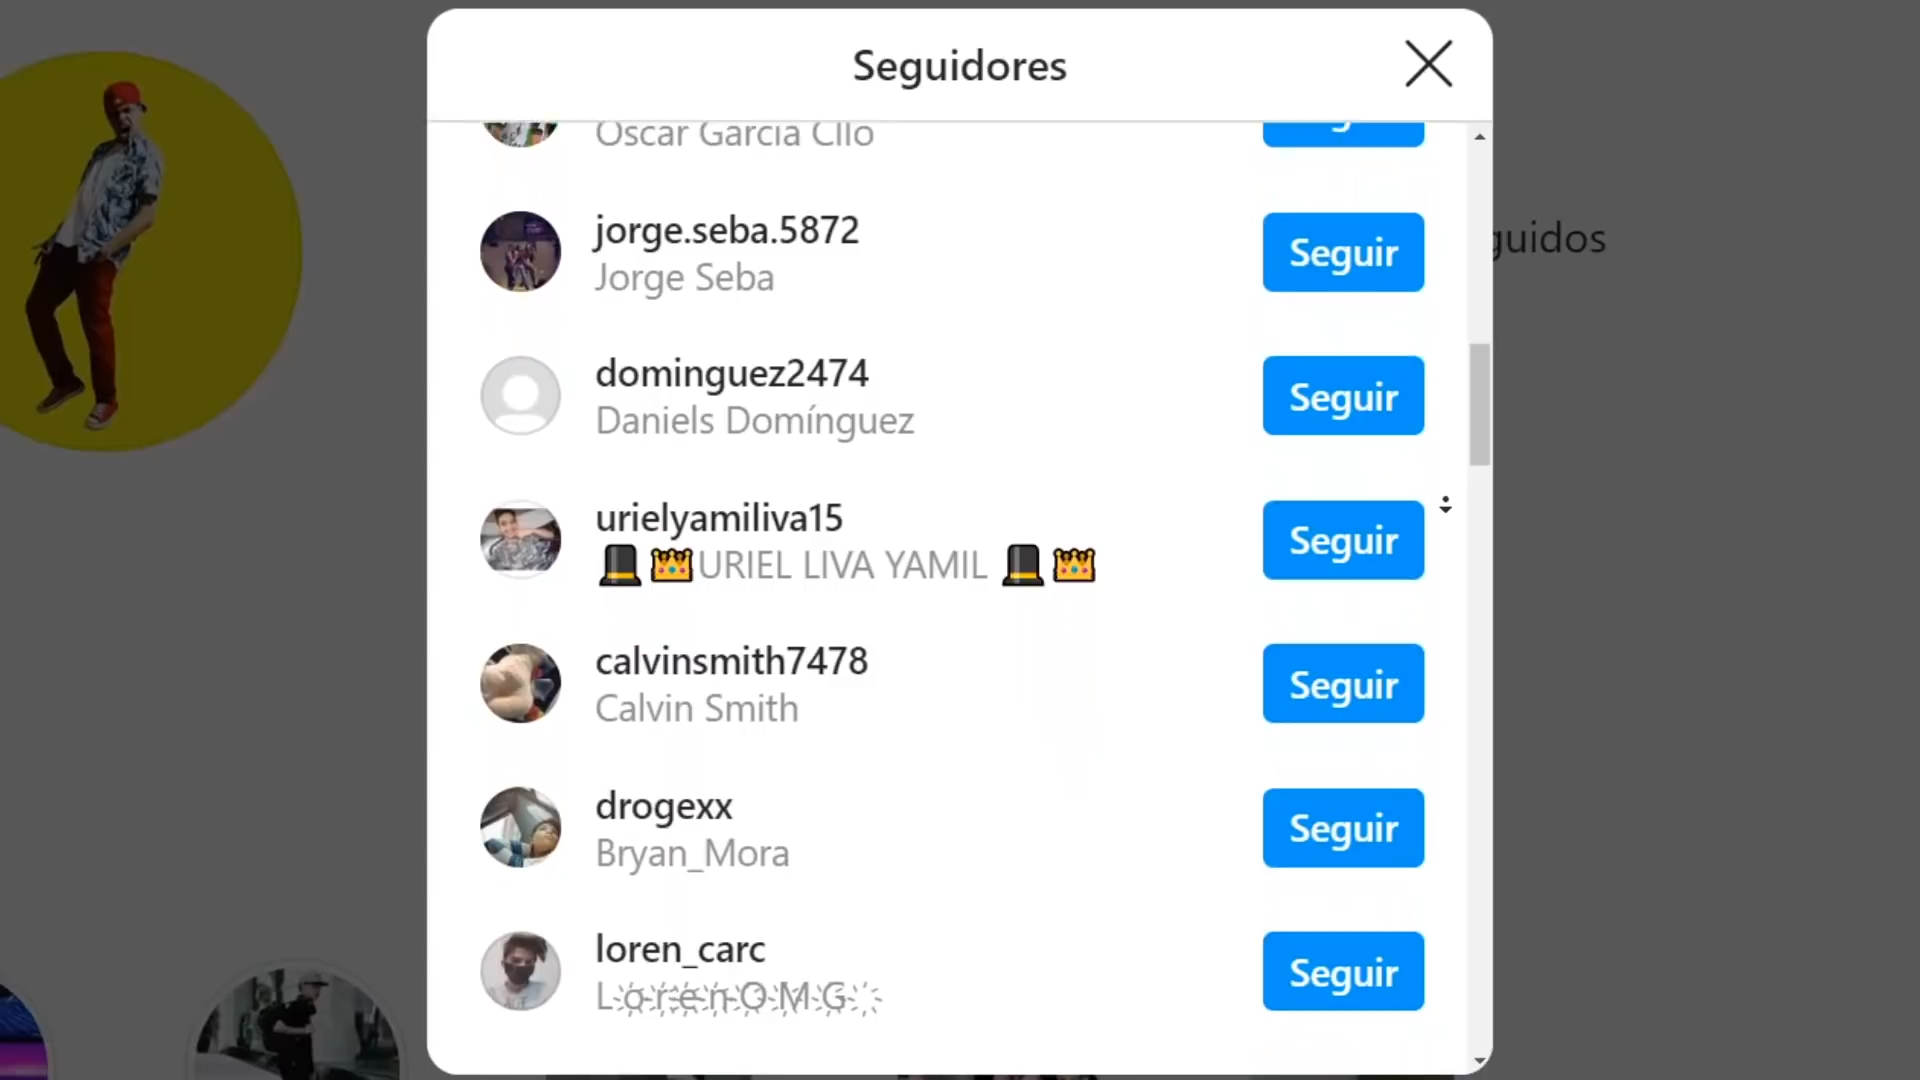 Seguidores
Oscar Garcia Cllo
jorge.seba.5872
Jorge Seba
Seguir
guidos
dominguez2474
Daniels Domínguez
Seguir
urielyamiliva15
🎩👑URIEL LIVA YAMIL 🎩👑
Seguir
calvinsmith7478
Calvin Smith
Seguir
drogexx
Bryan_Mora
Seguir
loren_carc
L҉o҉r҉e҉n҉O҉M҉G҉
Seguir